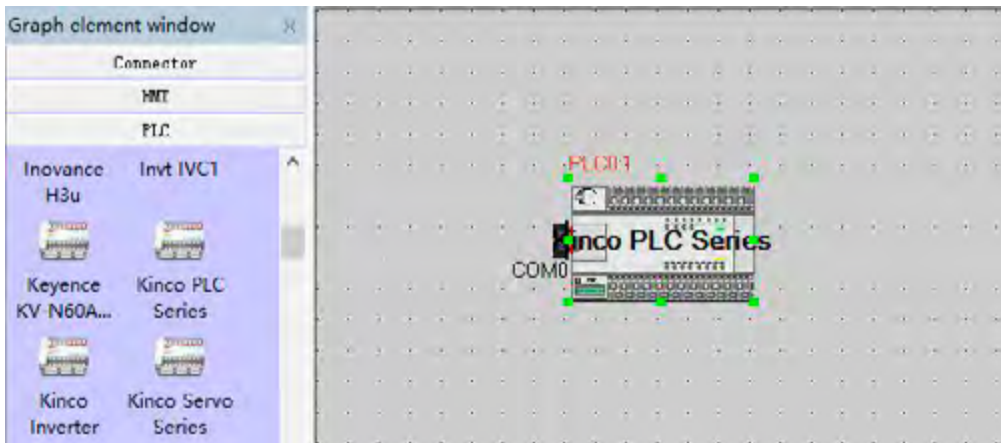 Graph element window
Connector
HMI
PLC
Inovance
H3u
Invt IVC1
Keyence
KV-N60A...
Kinco PLC
Series
Kinco
Inverter
Kinco Servo
Series
PLC0:1
Kinco PLC Series
COM0